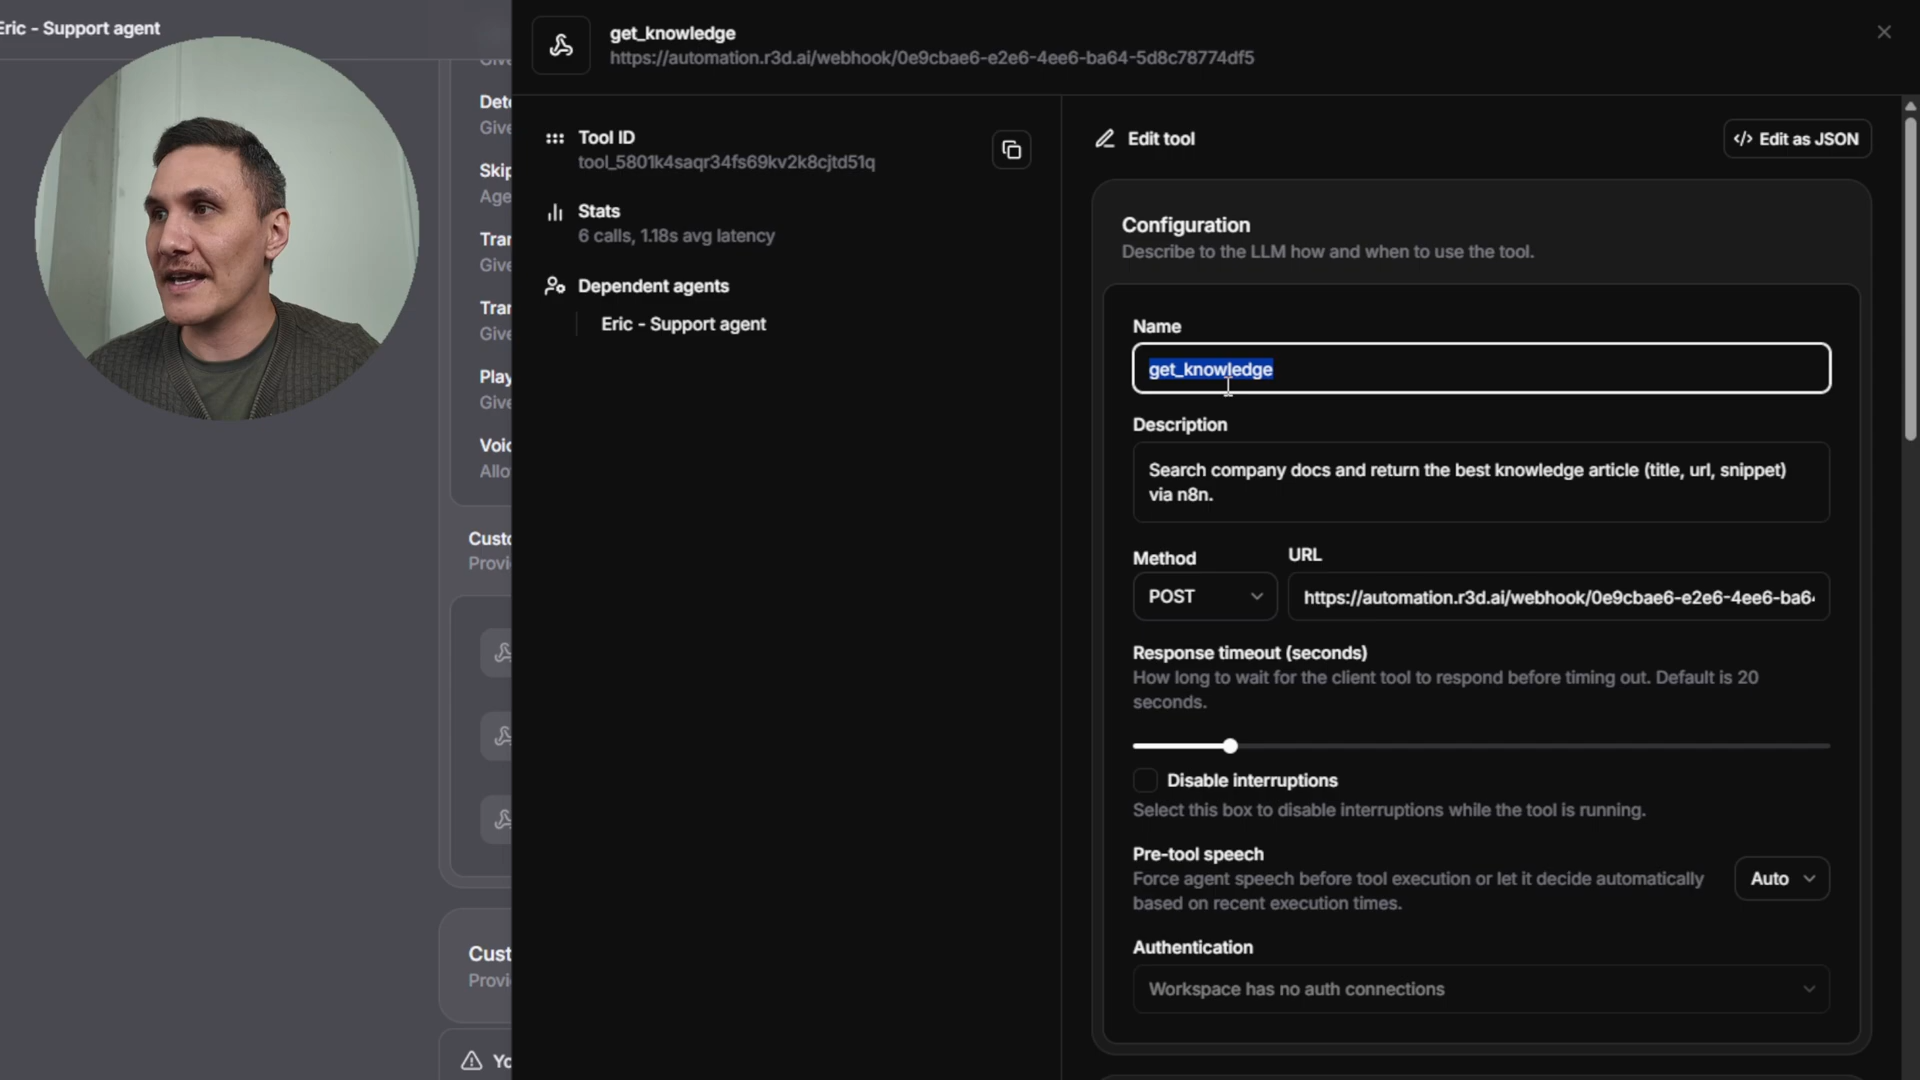 Eric - Support agent
get_knowledge
https://automation.r3d.ai/webhook/0e9cbae6-e2e6-4ee6-ba64-5d8c78774df5
Give
Dete
Give
Skip
Age
Tran
Give
Tran
Give
Play
Give
Voic
Allo
Custo
Provi
Cust
Provi
Yo
Tool ID
tool_5801k4saqr34fs69kv2k8cjtd51q
Stats
6 calls, 1.18s avg latency
Dependent agents
Eric - Support agent
Edit tool
</> Edit as JSON
Configuration
Describe to the LLM how and when to use the tool.
Name
get_knowledge
Description
Search company docs and return the best knowledge article (title, url, snippet)
via n8n.
Method
URL
POST
https://automation.r3d.ai/webhook/0e9cbae6-e2e6-4ee6-ba64
Response timeout (seconds)
How long to wait for the client tool to respond before timing out. Default is 20
seconds.
Disable interruptions
Select this box to disable interruptions while the tool is running.
Pre-tool speech
Force agent speech before tool execution or let it decide automatically
based on recent execution times.
Auto
Authentication
Workspace has no auth connections